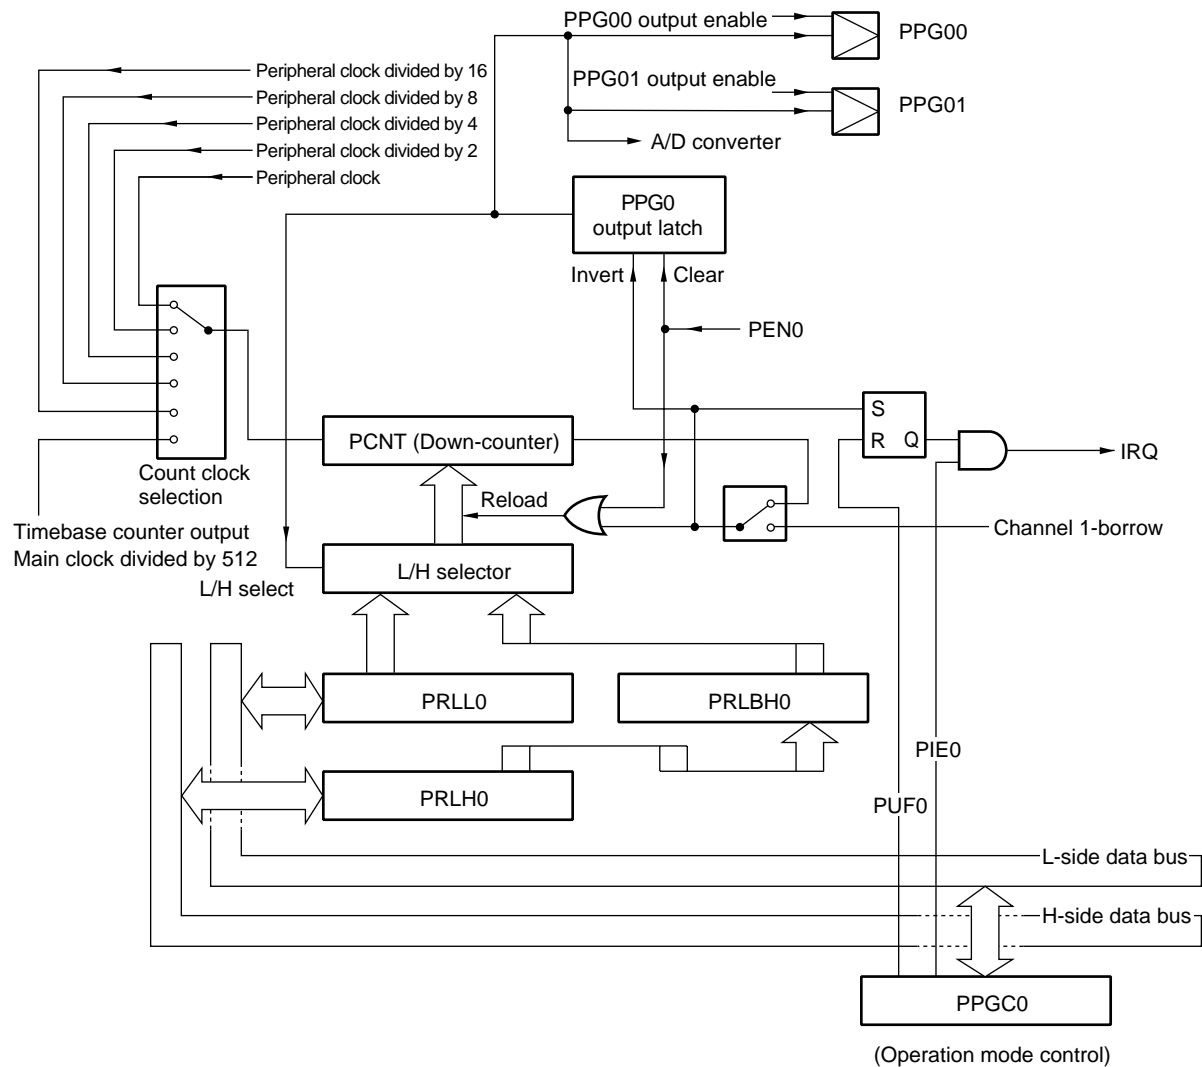 PPG00 output enable
PPG00
Peripheral clock divided by 16
Peripheral clock divided by 8
Peripheral clock divided by 4
Peripheral clock divided by 2
Peripheral clock
PPG01 output enable
PPG01
A/D converter
PPG0
output latch
Invert
Clear
PEN0
S
R
Q
IRQ
PCNT (Down-counter)
Count clock
selection
Reload
Timebase counter output
Main clock divided by 512
Channel 1-borrow
L/H selector
L/H select
PRLL0
PRLBH0
PIE0
PRLH0
PUF0
L-side data bus
H-side data bus
PPGC0
(Operation mode control)